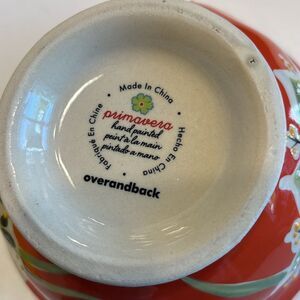 Made In China
Fabriqué En Chine
Hecho En China
primavera
hand painted
peint à la main
pintado a mano
overandback